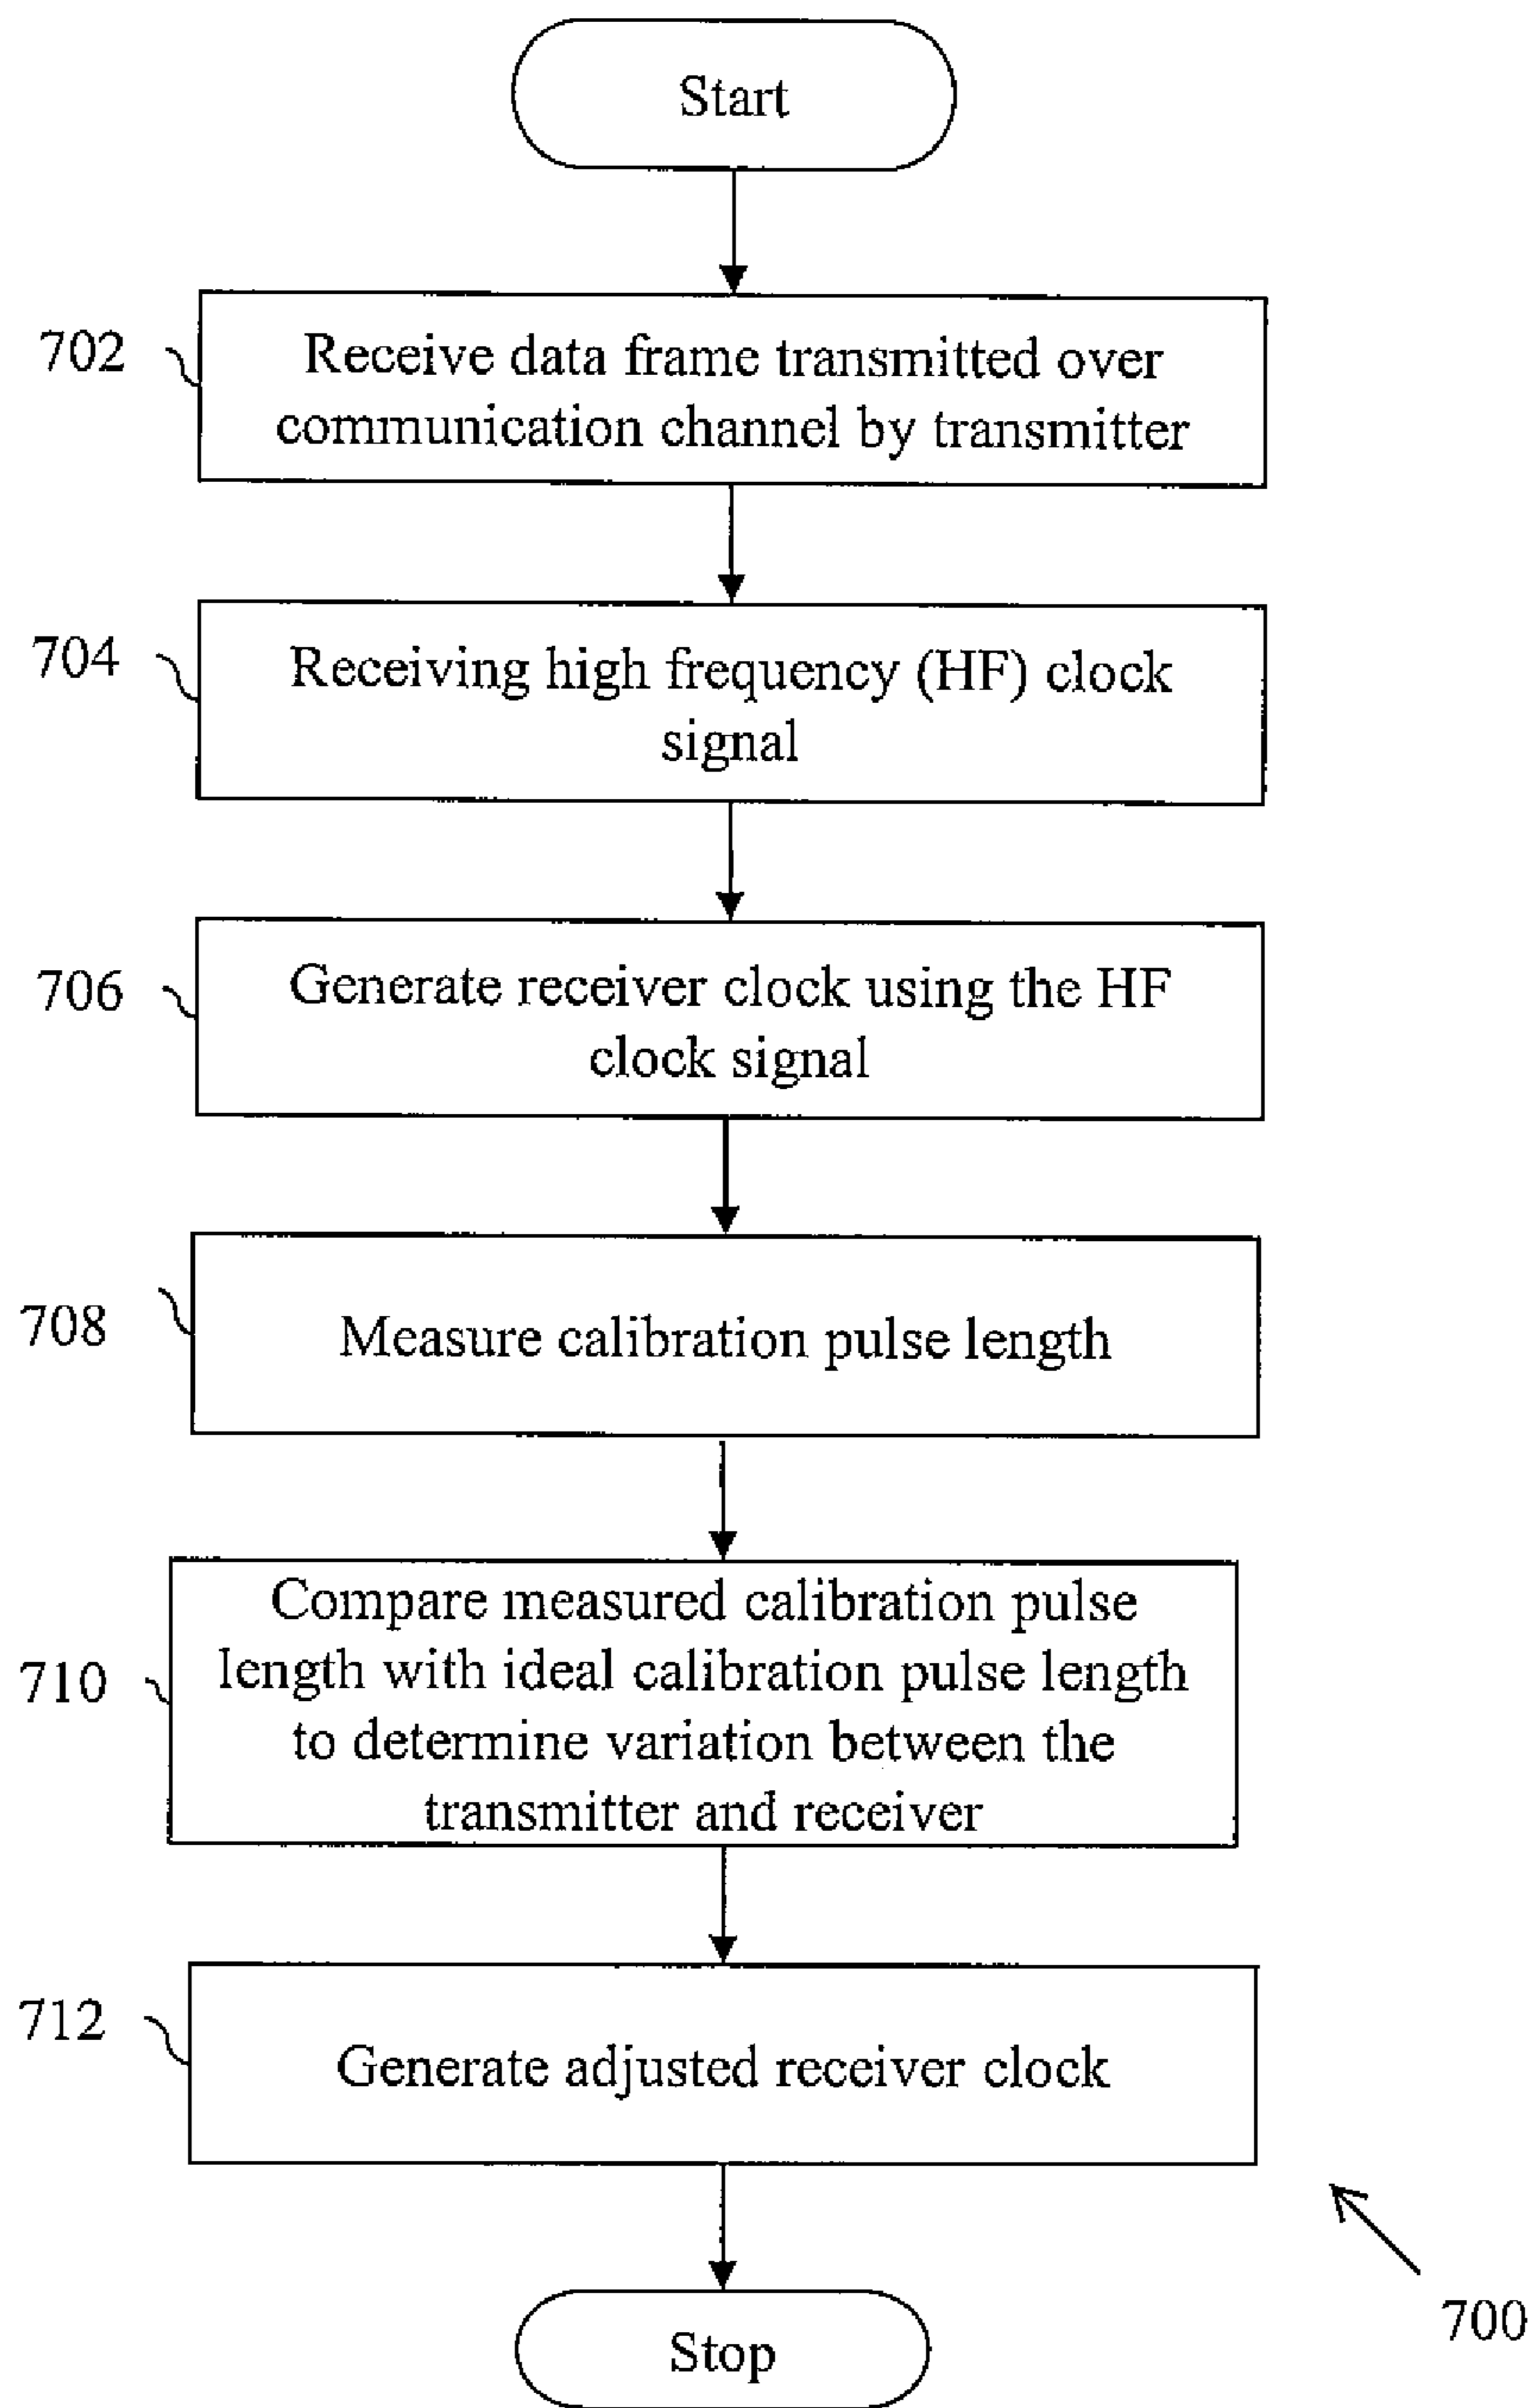 Start
702
Receive data frame transmitted over
communication channel by transmitter
704
Receiving high frequency (HF) clock
signal
706
Generate receiver clock using the HF
clock signal
708
Measure calibration pulse length
710
Compare measured calibration pulse
length with ideal calibration pulse length
to determine variation between the
transmitter and receiver
712
Generate adjusted receiver clock
700
Stop